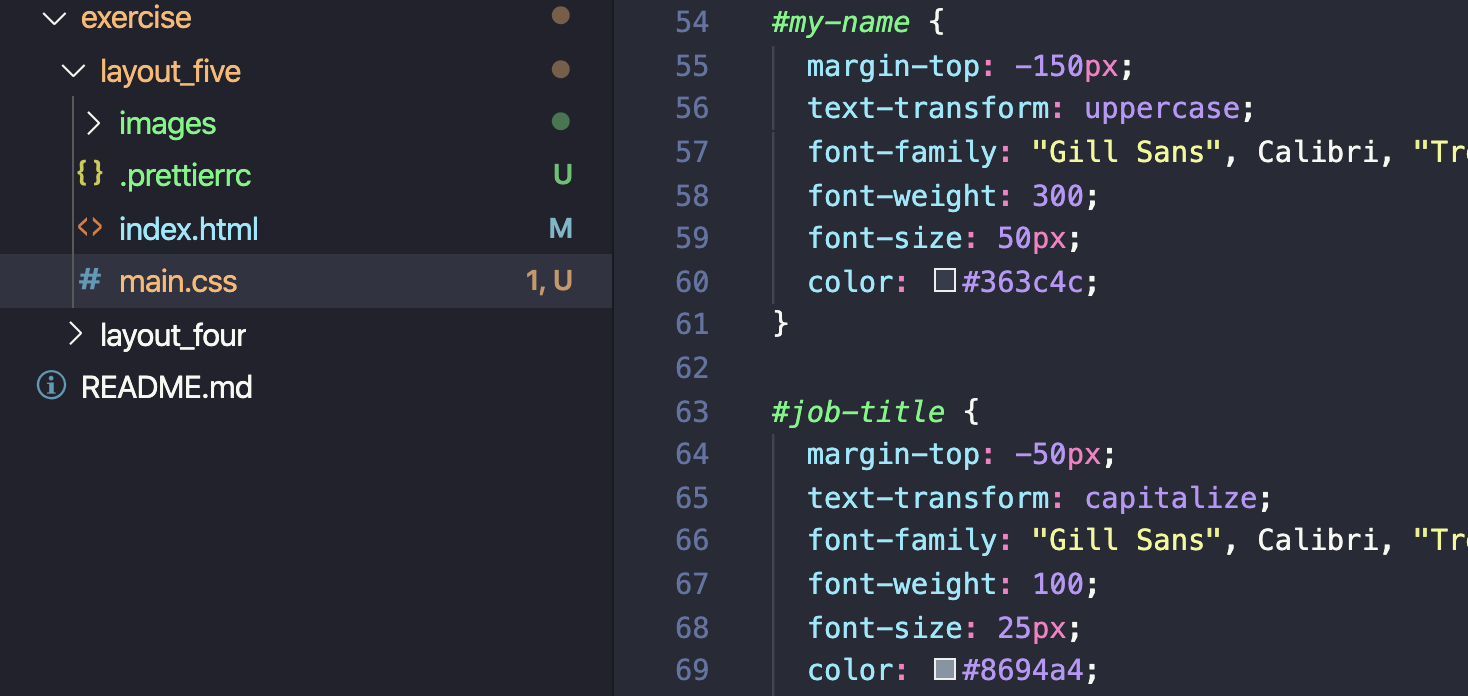 exercise
layout_five
images
.prettierrc U
index.html M
main.css 1, U
layout_four
README.md
54 #my-name {
55 margin-top: -150px;
56 text-transform: uppercase;
57 font-family: "Gill Sans", Calibri, "Tr
58 font-weight: 300;
59 font-size: 50px;
60 color: #363c4c;
61 }
62
63 #job-title {
64 margin-top: -50px;
65 text-transform: capitalize;
66 font-family: "Gill Sans", Calibri, "Tr
67 font-weight: 100;
68 font-size: 25px;
69 color: #8694a4;